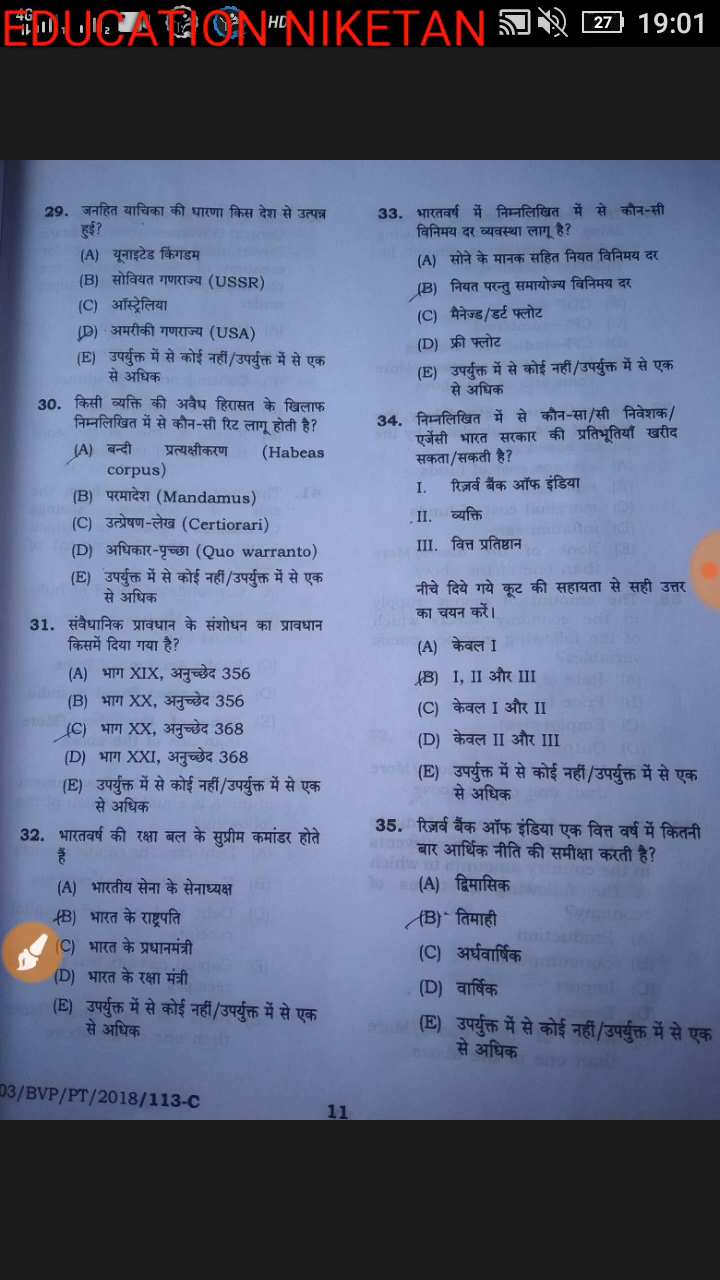 EDUCATION NIKETAN
4G
HD
27
19:01
29. जनहित याचिका की धारणा किस देश से उत्पन्न
हुई?
(A) यूनाइटेड किंगडम
(B) सोवियत गणराज्य (USSR)
(C) ऑस्ट्रेलिया
(D) अमरीकी गणराज्य (USA)
(E) उपर्युक्त में से कोई नहीं/उपर्युक्त में से एक
से अधिक
30. किसी व्यक्ति की अवैध हिरासत के खिलाफ
निम्नलिखित में से कौन-सी रिट लागू होती है?
(A) बन्दी प्रत्यक्षीकरण (Habeas
corpus)
(B) परमादेश (Mandamus)
(C) उत्प्रेषण-लेख (Certiorari)
(D) अधिकार-पृच्छा (Quo warranto)
(E) उपर्युक्त में से कोई नहीं/उपर्युक्त में से एक
से अधिक
31. संवैधानिक प्रावधान के संशोधन का प्रावधान
किसमें दिया गया है?
(A) भाग XIX, अनुच्छेद 356
(B) भाग XX, अनुच्छेद 356
(C) भाग XX, अनुच्छेद 368
(D) भाग XXI, अनुच्छेद 368
(E) उपर्युक्त में से कोई नहीं/उपर्युक्त में से एक
से अधिक
32. भारतवर्ष की रक्षा बल के सुप्रीम कमांडर होते
हैं
(A) भारतीय सेना के सेनाध्यक्ष
(B) भारत के राष्ट्रपति
(C) भारत के प्रधानमंत्री
(D) भारत के रक्षा मंत्री
(E) उपर्युक्त में से कोई नहीं/उपर्युक्त में से एक
से अधिक
33. भारतवर्ष में निम्नलिखित में से कौन-सी
विनिमय दर व्यवस्था लागू है?
(A) सोने के मानक सहित नियत विनिमय दर
(B) नियत परन्तु समायोज्य विनिमय दर
(C) मैनेज्ड/डर्ट फ्लोट
(D) फ्री फ्लोट
(E) उपर्युक्त में से कोई नहीं/उपर्युक्त में से एक
से अधिक
34. निम्नलिखित में से कौन-सा/सी निवेशक/
एजेंसी भारत सरकार की प्रतिभूतियाँ खरीद
सकता/सकती है?
I. रिज़र्व बैंक ऑफ इंडिया
II. व्यक्ति
III. वित्त प्रतिष्ठान
नीचे दिये गये कूट की सहायता से सही उत्तर
का चयन करें।
(A) केवल I
(B) I, II और III
(C) केवल I और II
(D) केवल II और III
(E) उपर्युक्त में से कोई नहीं/उपर्युक्त में से एक
से अधिक
35. रिज़र्व बैंक ऑफ इंडिया एक वित्त वर्ष में कितनी
बार आर्थिक नीति की समीक्षा करती है?
(A) द्विमासिक
(B) तिमाही
(C) अर्धवार्षिक
(D) वार्षिक
(E) उपर्युक्त में से कोई नहीं/उपर्युक्त में से एक
से अधिक
03/BVP/PT/2018/113-C
11